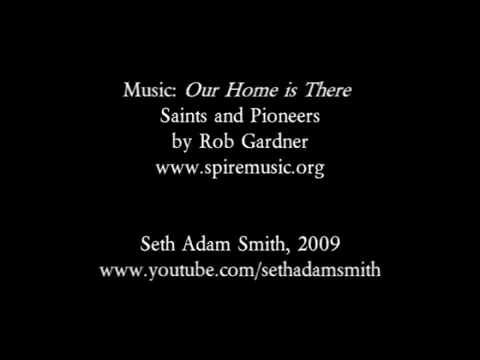 Music: Our Home is There
Saints and Pioneers
by Rob Gardner
www.spiremusic.org
Seth Adam Smith, 2009
www.youtube.com/sethadamsmith